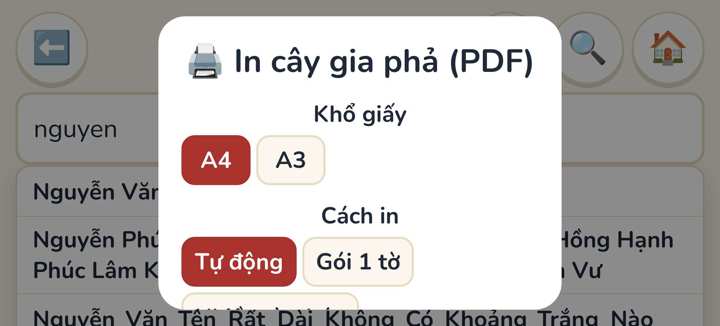 In cây gia phả (PDF)
Khổ giấy
A4 A3
Cách in
Tự động Gói 1 tờ
nguyen
Nguyễn Văn
Nguyễn Phú Hồng Hạnh
Phúc Lâm Vư
Nguyễn Văn Tên Rất Dài Không Có Khoảng Trắng Nào